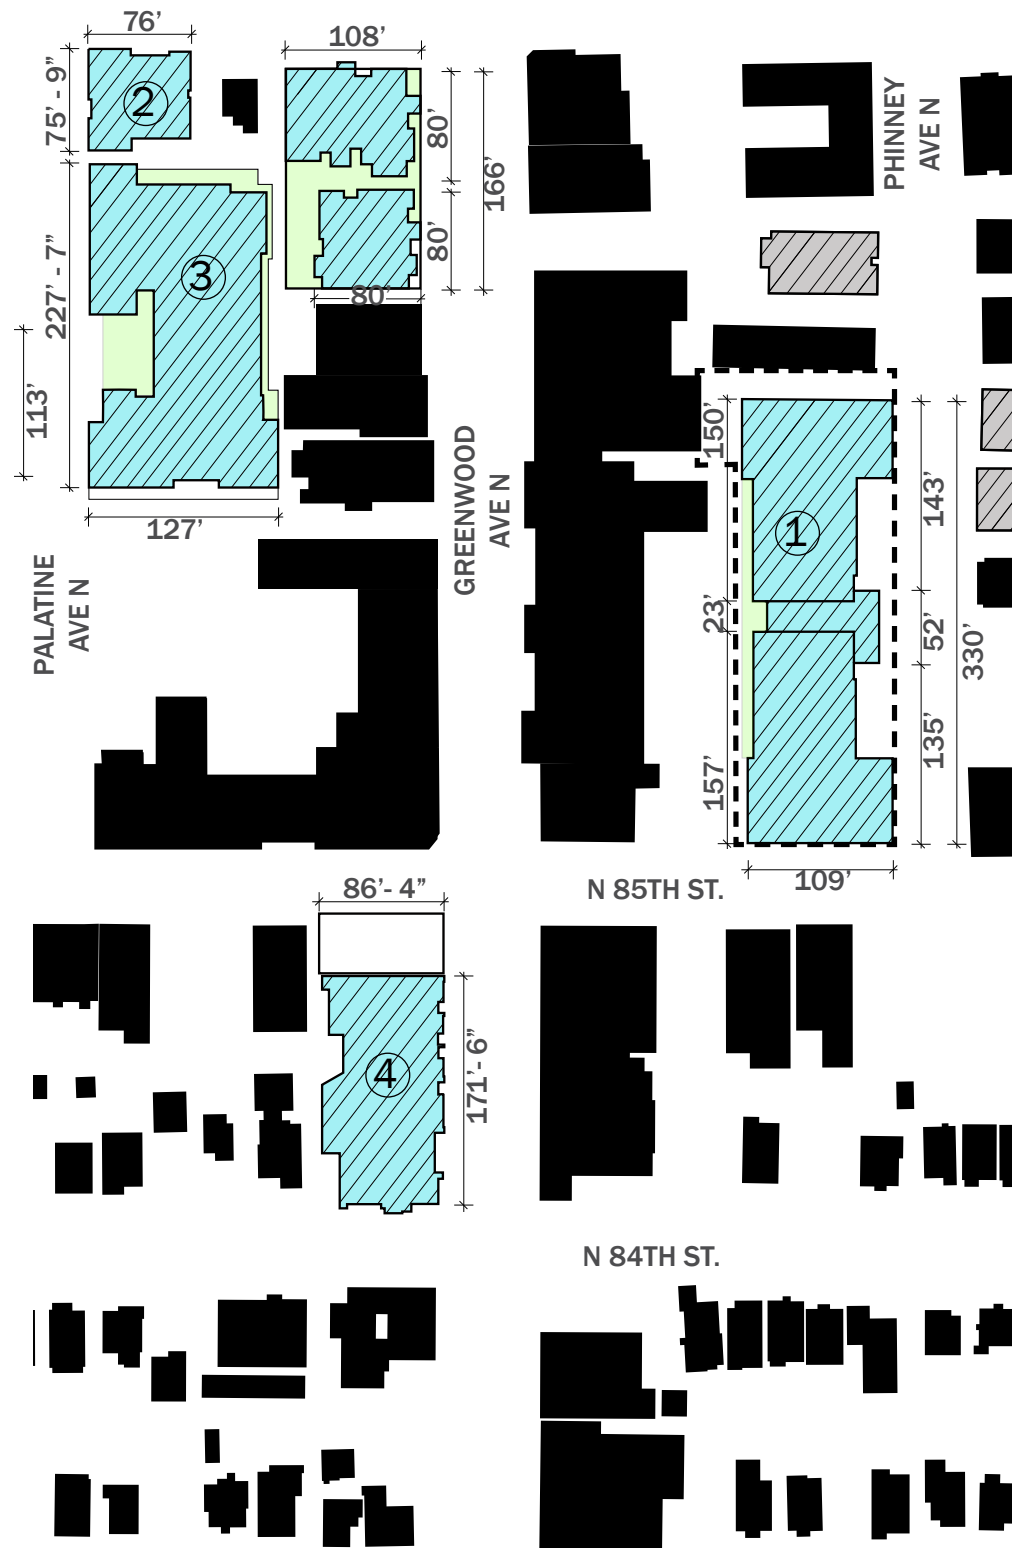 76’
108’
75’ - 9”
2
80’
166’
PHINNEY
AVE N
80’
227’ - 7”
3
80’
113’
150’
143’
127’
GREENWOOD
AVE N
1
PALATINE
AVE N
23’
52’
330’
135’
157’
109’
86’- 4”
N 85TH ST.
4
171’- 6”
N 84TH ST.